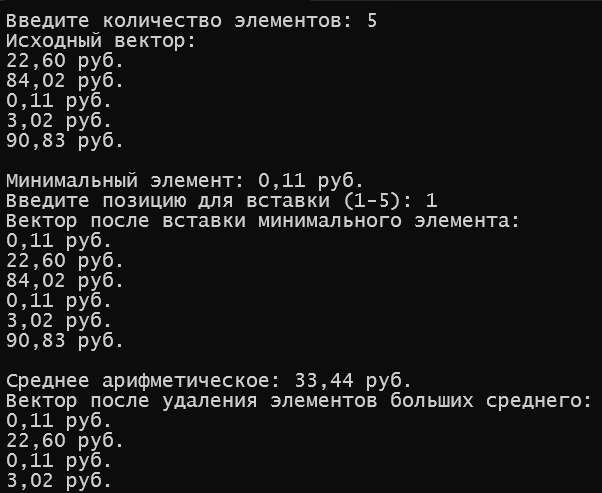 Введите количество элементов: 5
Исходный вектор:
22,60 руб.
84,02 руб.
0,11 руб.
3,02 руб.
90,83 руб.
Минимальный элемент: 0,11 руб.
Введите позицию для вставки (1-5): 1
Вектор после вставки минимального элемента:
0,11 руб.
22,60 руб.
84,02 руб.
0,11 руб.
3,02 руб.
90,83 руб.
Среднее арифметическое: 33,44 руб.
Вектор после удаления элементов больших среднего:
0,11 руб.
22,60 руб.
0,11 руб.
3,02 руб.